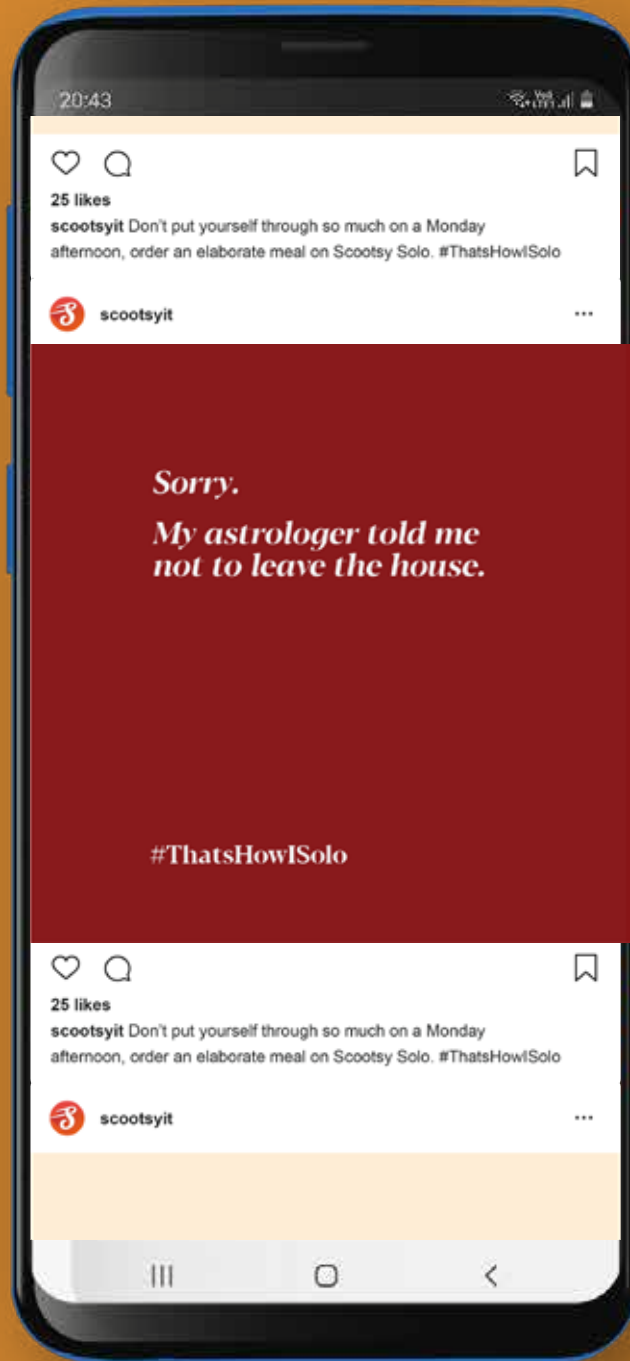 20:43
25 likes
scootsyit Don't put yourself through so much on a Monday
afternoon, order an elaborate meal on Scootsy Solo. #ThatsHowISolo
scootsyit
Sorry.
My astrologer told me
not to leave the house.
#ThatsHowISolo
25 likes
scootsyit Don't put yourself through so much on a Monday
afternoon, order an elaborate meal on Scootsy Solo. #ThatsHowISolo
scootsyit